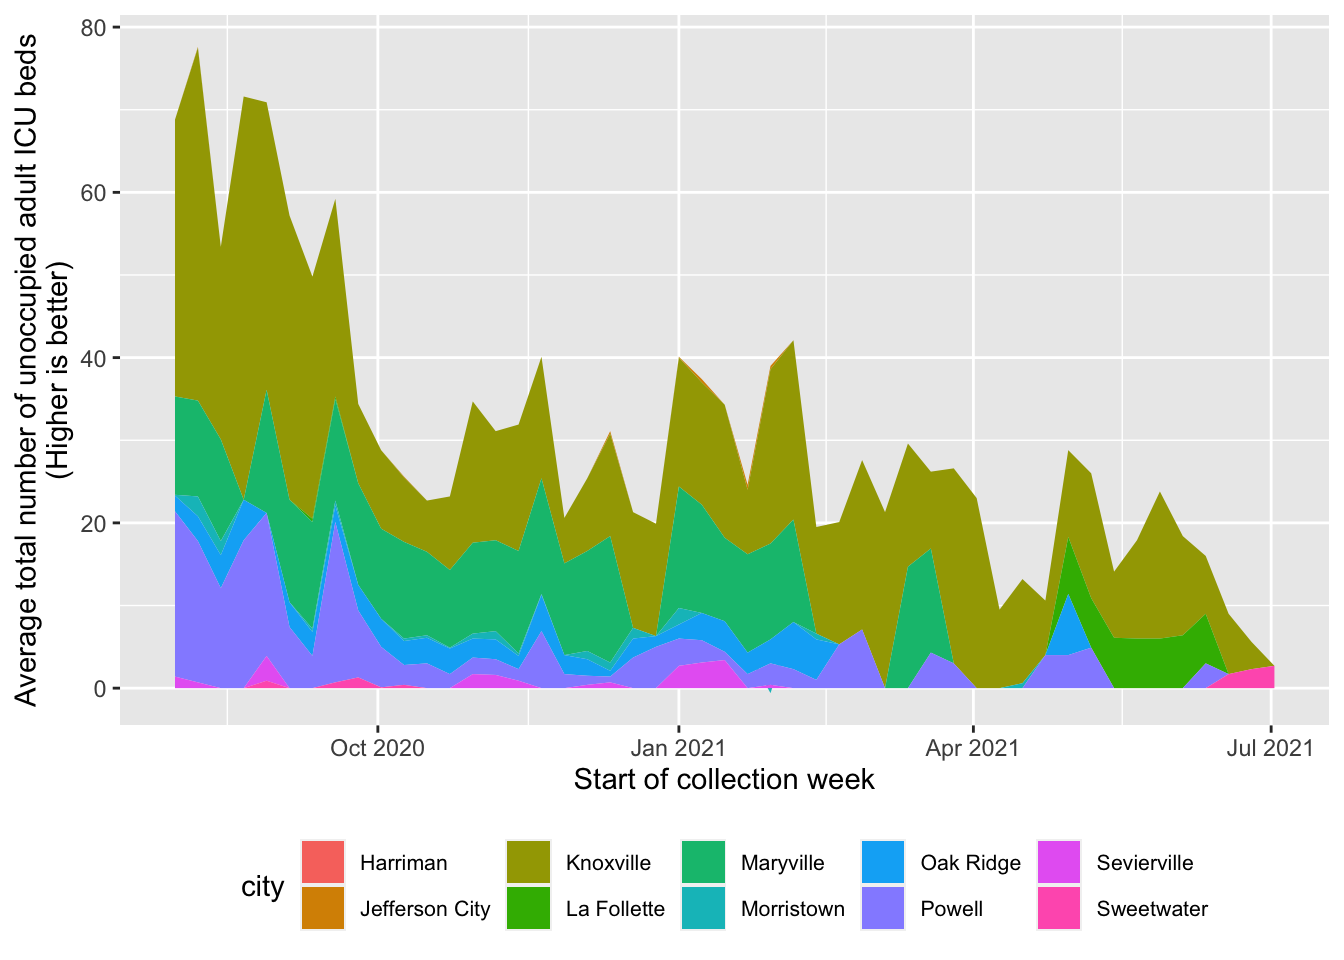 Average total number of unoccupied adult ICU beds
(Higher is better)
80
60
40
20
0
Oct 2020
Jan 2021
Apr 2021
Jul 2021
Start of collection week
city
Harriman
Knoxville
Maryville
Oak Ridge
Sevierville
Jefferson City
La Follette
Morristown
Powell
Sweetwater